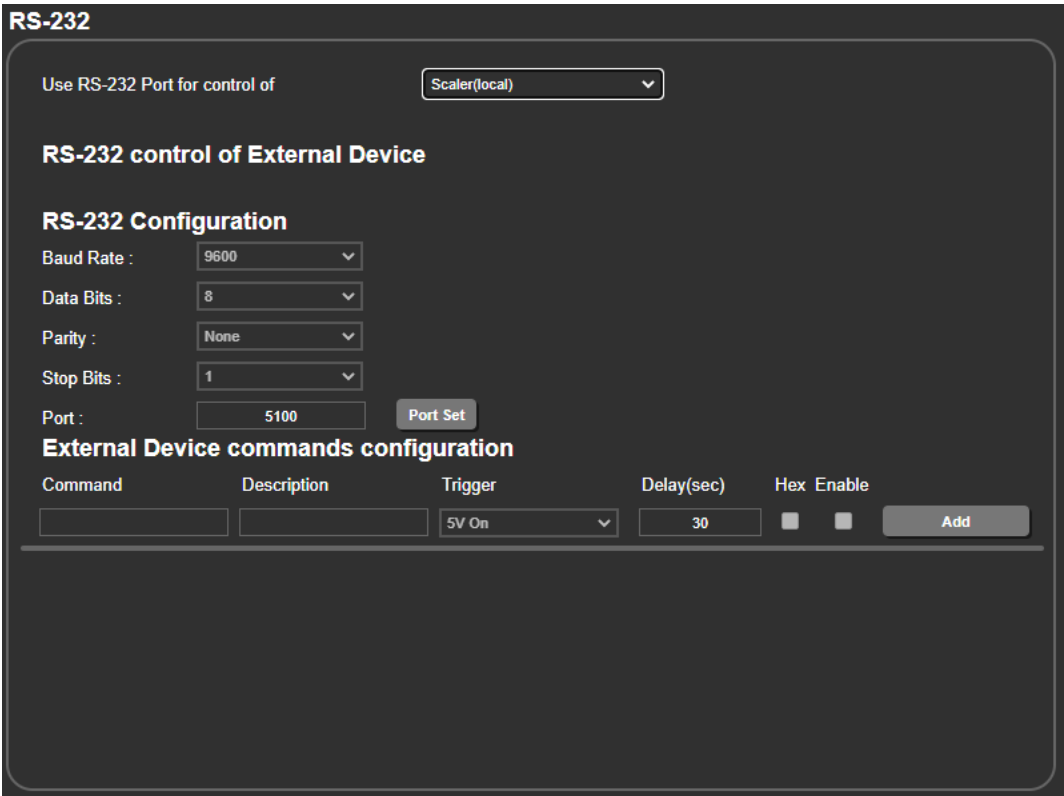 RS-232
Use RS-232 Port for control of Scaler(local)
RS-232 control of External Device
RS-232 Configuration
Baud Rate : 9600
Data Bits : 8
Parity : None
Stop Bits : 1
Port : 5100 Port Set
External Device commands configuration
Command Description Trigger Delay(sec) Hex Enable
5V On 30 Add